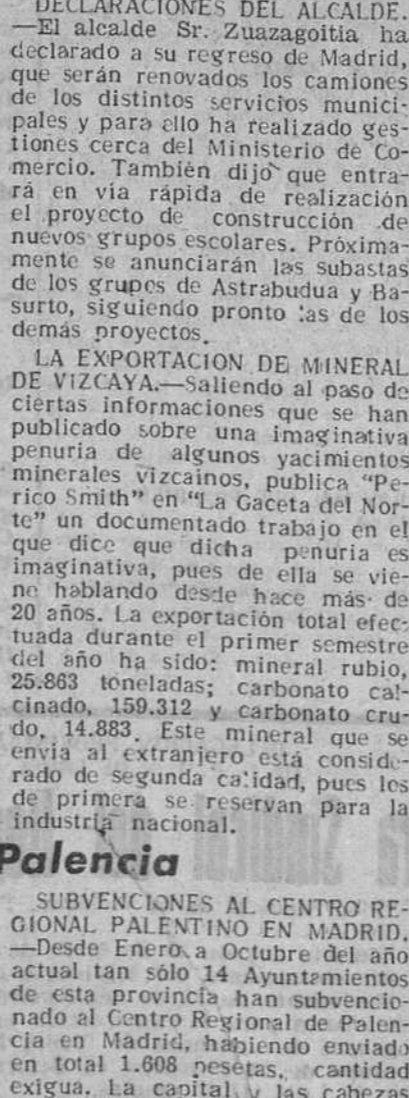 DECLARACIONES DEL ALCALDE.
—El alcalde Sr. Zuazagoitia ha
declarado a su regreso de Madrid,
que serán renovados los camiones
de los distintos servicios munici-
pales y para ello ha realizado ges-
tiones cerca del Ministerio de Co-
mercio. También dijo que entra-
rá en vía rápida de realización
el proyecto de construcción de
nuevos grupos escolares. Próxima-
mente se anunciarán las subastas
de los grupos de Astrabudua y Ba-
surto, siguiendo pronto las de los
demás proyectos.
LA EXPORTACION DE MINERAL
DE VIZCAYA.—Saliendo al paso de
ciertas informaciones que se han
publicado sobre una imaginativa
penuria de algunos yacimientos
minerales vizcainos, publica "Pe-
rico Smith" en "La Gaceta del Nor-
te" un documentado trabajo en el
que dice que dicha penuria es
imaginativa, pues de ella se vie-
ne hablando desde hace más de
20 años. La exportación total efec-
tuada durante el primer semestre
del año ha sido: mineral rubio,
25.863 toneladas; carbonato cal-
cinado, 159.312 y carbonato cru-
do, 14.883. Este mineral que se
envia al extranjero está conside-
rado de segunda calidad, pues los
de primera se reservan para la
industria nacional.
Palencia
SUBVENCIONES AL CENTRO RE-
GIONAL PALENTINO EN MADRID.
—Desde Enero a Octubre del año
actual tan sólo 14 Ayuntamientos
de esta provincia han subvencio-
nado al Centro Regional de Palen-
cia en Madrid, habiendo enviado
en total 1.608 pesetas, cantidad
exigua. La capital y las cabezas